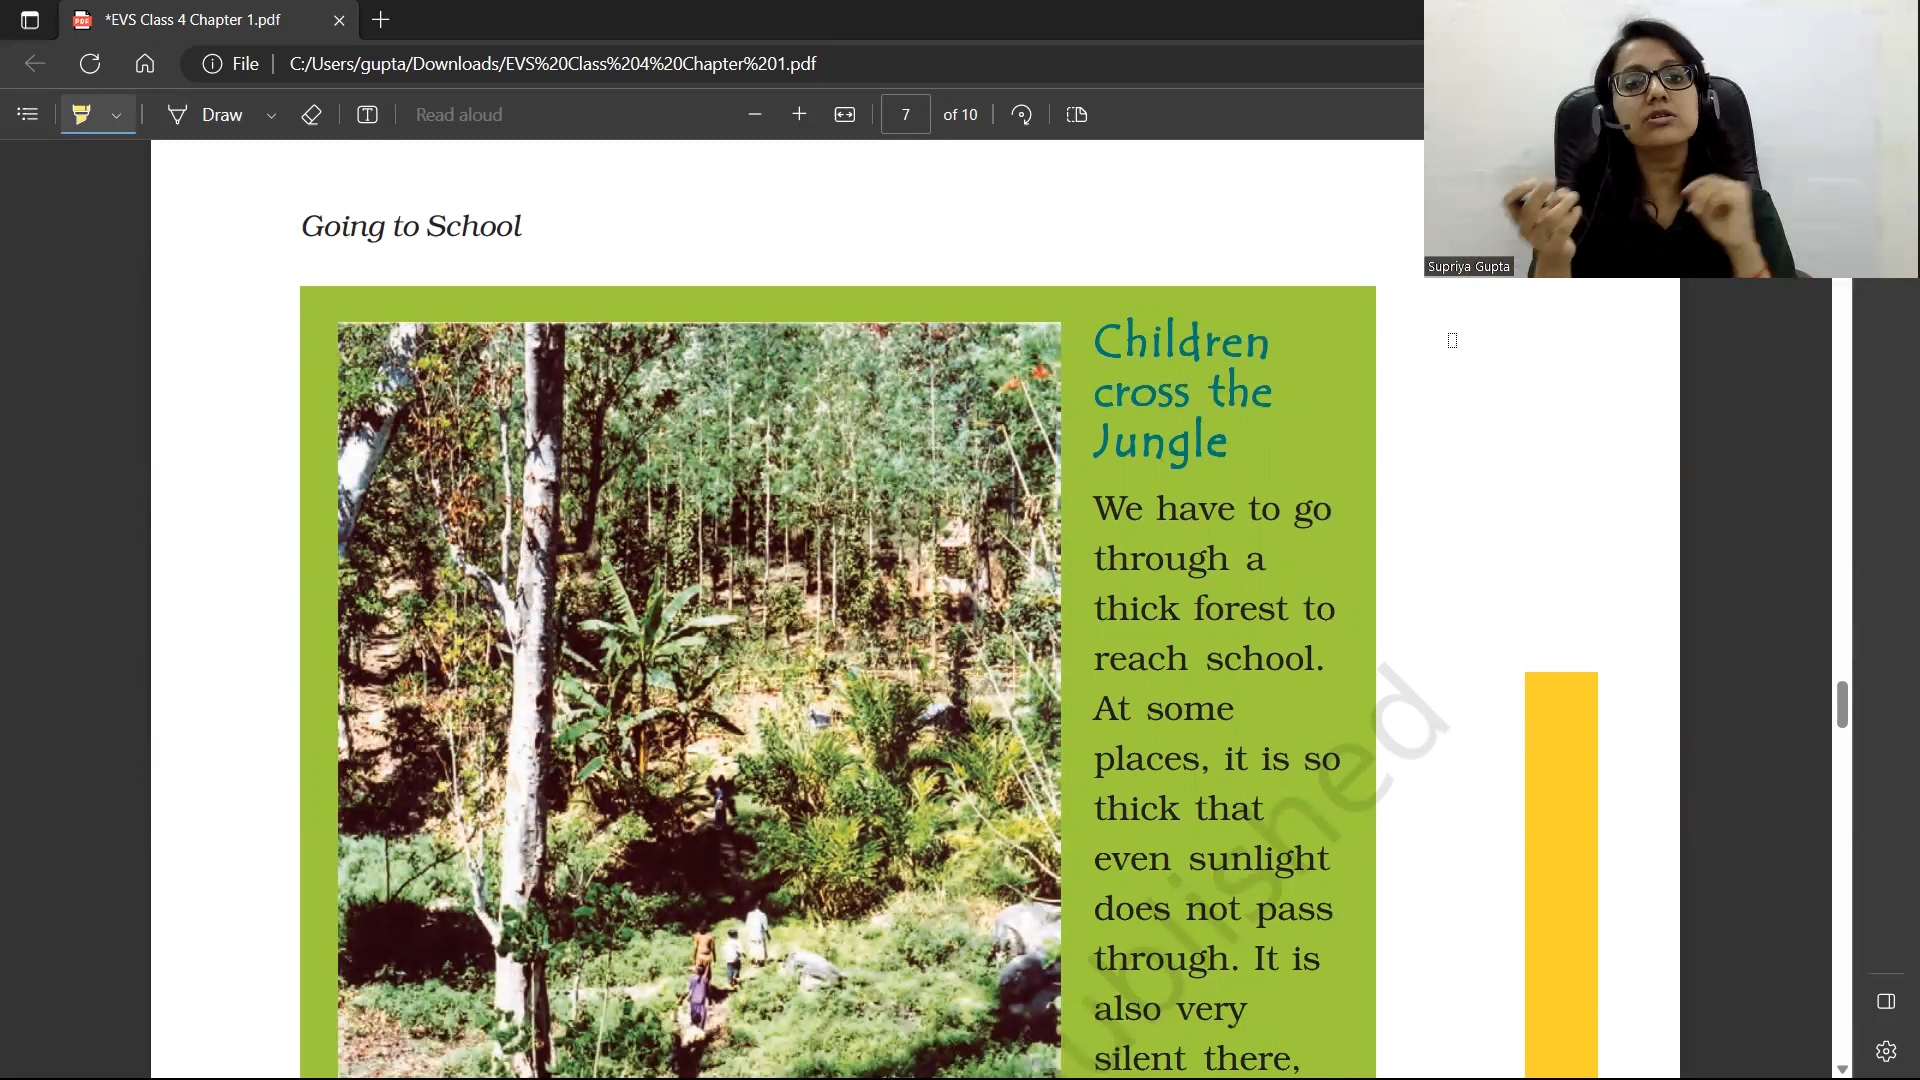 *EVS Class 4 Chapter 1.pdf
File
C:/Users/gupta/Downloads/EVS%20Class%204%20Chapter%201.pdf
Draw
Read aloud
7
of 10
Supriya Gupta
Going to School
Children
cross the
Jungle
We have to go
through a
thick forest to
reach school.
At some
places, it is so
thick that
even sunlight
does not pass
through. It is
also very
silent there,
ublished